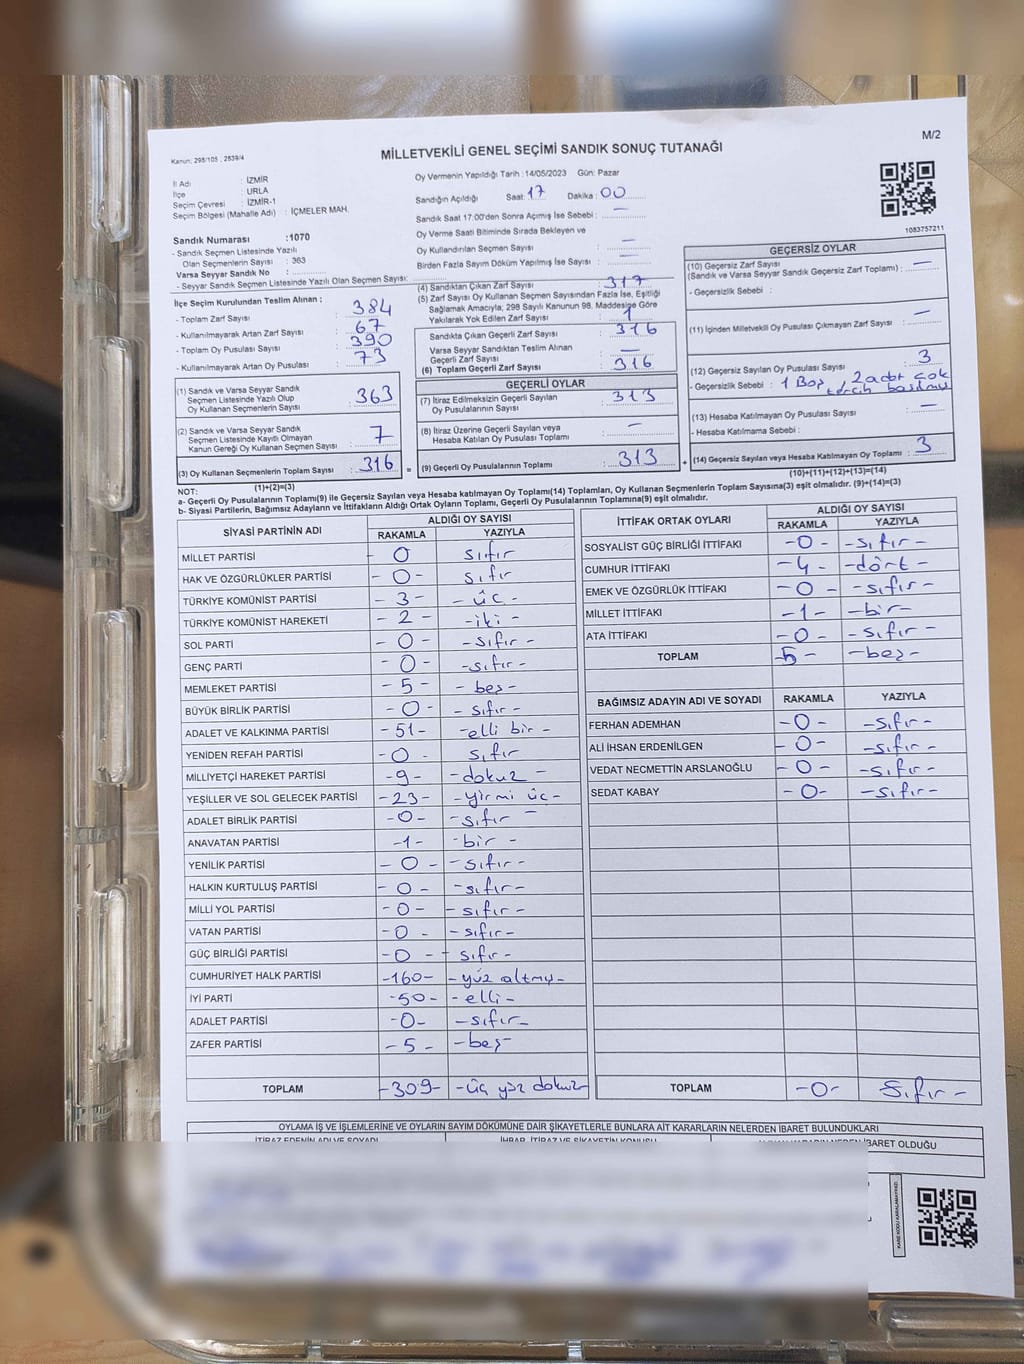 M/2
Kanun; 298/105 , 2839/4
MİLLETVEKİLİ GENEL SEÇİMİ SANDIK SONUÇ TUTANAĞI
İl Adı : İZMİR
İlçe : URLA
Seçim Çevresi : İZMİR-1
Seçim Bölgesi (Mahalle Adı) : İÇMELER MAH.
Sandık Numarası :1070
- Sandık Seçmen Listesinde Yazılı
Olan Seçmenlerin Sayısı : 363
Varsa Seyyar Sandık No :
- Seyyar Sandık Seçmen Listesinde Yazılı Olan Seçmen Sayısı:
Oy Vermenin Yapıldığı Tarih : 14/05/2023 Gün: Pazar
Sandığın Açıldığı Saat: 17 Dakika : 00
Sandık Saat 17:00'den Sonra Açımış İse Sebebi : —
Oy Verme Saati Bitiminde Sırada Bekleyen ve
Oy Kullandırılan Seçmen Sayısı : —
Birden Fazla Sayım Döküm Yapılmış İse Sayısı : —
1083757211
İlçe Seçim Kurulundan Teslim Alınan :
- Toplam Zarf Sayısı : 384
- Kullanılmayarak Artan Zarf Sayısı : 67
- Toplam Oy Pusulası Sayısı : 390
- Kullanılmayarak Artan Oy Pusulası : 73
(1) Sandık ve Varsa Seyyar Sandık
Seçmen Listesinde Yazılı Olup
Oy Kullanan Seçmenlerin Sayısı : 363
(2) Sandık ve Varsa Seyyar Sandık
Seçmen Listesinde Kayıtlı Olmayan
Kanun Gereği Oy Kullanan Seçmen Sayısı : 7
(3) Oy Kullanan Seçmenlerin Toplam Sayısı : 316 =
(1)+(2)=(3)
(4) Sandıktan Çıkan Zarf Sayısı : 317
(5) Zarf Sayısı Oy Kullanan Seçmen Sayısından Fazla İse, Eşitliği
Sağlamak Amacıyla; 298 Sayılı Kanunun 98. Maddesine Göre
Yakılarak Yok Edilen Zarf Sayısı : 1
Sandıkta Çıkan Geçerli Zarf Sayısı : 316
Varsa Seyyar Sandıktan Teslim Alınan
Geçerli Zarf Sayısı : —
(6) Toplam Geçerli Zarf Sayısı : 316
GEÇERLİ OYLAR
(7) İtiraz Edilmeksizin Geçerli Sayılan
Oy Pusulalarının Sayısı : 313
(8) İtiraz Üzerine Geçerli Sayılan veya
Hesaba Katılan Oy Pusulası Toplamı : —
(9) Geçerli Oy Pusulalarının Toplamı : 313 +
GEÇERSİZ OYLAR
(10) Geçersiz Zarf Sayısı
(Sandık ve Varsa Seyyar Sandık Geçersiz Zarf Toplamı) : —
- Geçersizlik Sebebi :
(11) İçinden Milletvekili Oy Pusulası Çıkmayan Zarf Sayısı : —
(12) Geçersiz Sayılan Oy Pusulası Sayısı : 3
- Geçersizlik Sebebi : 1 Boş, 2 adet çok
tercih basılmış
(13) Hesaba Katılmayan Oy Pusulası Sayısı : —
- Hesaba Katılmama Sebebi :
(14) Geçersiz Sayılan veya Hesaba Katılmayan Oy Toplamı : 3
(10)+(11)+(12)+(13)=(14)
NOT:
a- Geçerli Oy Pusulalarının Toplamı(9) ile Geçersiz Sayılan veya Hesaba katılmayan Oy Toplamı(14) Toplamları, Oy Kullanan Seçmenlerin Toplam Sayısına(3) eşit olmalıdır. (9)+(14)=(3)
b- Siyasi Partilerin, Bağımsız Adayların ve İttifakların Aldığı Ortak Oyların Toplamı, Geçerli Oy Pusulalarının Toplamına(9) eşit olmalıdır.
SİYASİ PARTİNİN ADI ALDIĞI OY SAYISI
RAKAMLA YAZIYLA
MİLLET PARTİSİ - 0 sıfır
HAK VE ÖZGÜRLÜKLER PARTİSİ - 0 - sıfır
TÜRKİYE KOMÜNİST PARTİSİ - 3 - - üç -
TÜRKİYE KOMÜNİST HAREKETİ - 2 - - iki -
SOL PARTİ - 0 - - sıfır -
GENÇ PARTİ - 0 - - sıfır -
MEMLEKET PARTİSİ - 5 - - beş -
BÜYÜK BİRLİK PARTİSİ - 0 - - sıfır -
ADALET VE KALKINMA PARTİSİ - 51 - - elli bir -
YENİDEN REFAH PARTİSİ - 0 - sıfır
MİLLİYETÇİ HAREKET PARTİSİ - 9 - - dokuz -
YEŞİLLER VE SOL GELECEK PARTİSİ - 23 - - yirmi üç -
ADALET BİRLİK PARTİSİ - 0 - - sıfır -
ANAVATAN PARTİSİ - 1 - - bir -
YENİLİK PARTİSİ - 0 - - sıfır -
HALKIN KURTULUŞ PARTİSİ - 0 - - sıfır -
MİLLİ YOL PARTİSİ - 0 - - sıfır -
VATAN PARTİSİ - 0 - - sıfır -
GÜÇ BİRLİĞİ PARTİSİ - 0 - - sıfır -
CUMHURİYET HALK PARTİSİ - 160 - - yüz altmış -
İYİ PARTİ - 50 - - elli -
ADALET PARTİSİ - 0 - - sıfır -
ZAFER PARTİSİ - 5 - - beş -
TOPLAM - 309 - - üç yüz dokuz
İTTİFAK ORTAK OYLARI ALDIĞI OY SAYISI
RAKAMLA YAZIYLA
SOSYALİST GÜÇ BİRLİĞİ İTTİFAKI - 0 - - sıfır -
CUMHUR İTTİFAKI - 4 - - dört -
EMEK VE ÖZGÜRLÜK İTTİFAKI - 0 - - sıfır -
MİLLET İTTİFAKI - 1 - - bir -
ATA İTTİFAKI - 0 - - sıfır -
TOPLAM - 5 - - beş -
BAĞIMSIZ ADAYIN ADI VE SOYADI RAKAMLA YAZIYLA
FERHAN ADEMHAN - 0 - - sıfır -
ALİ İHSAN ERDENİLGEN - 0 - - sıfır -
VEDAT NECMETTİN ARSLANOĞLU - 0 - - sıfır -
SEDAT KABAY - 0 - - sıfır -
TOPLAM - 0 - sıfır -
OYLAMA İŞ VE İŞLEMLERİNE VE OYLARIN SAYIM DÖKÜMÜNE DAİR ŞİKAYETLERLE BUNLARA AİT KARARLARIN NELERDEN İBARET BULUNDUKLARI
İTİRAZ EDENİN ADI VE SOYADI İHBAR, İTİRAZ VE ŞİKAYETİN KONUSU İBARET OLDUĞU